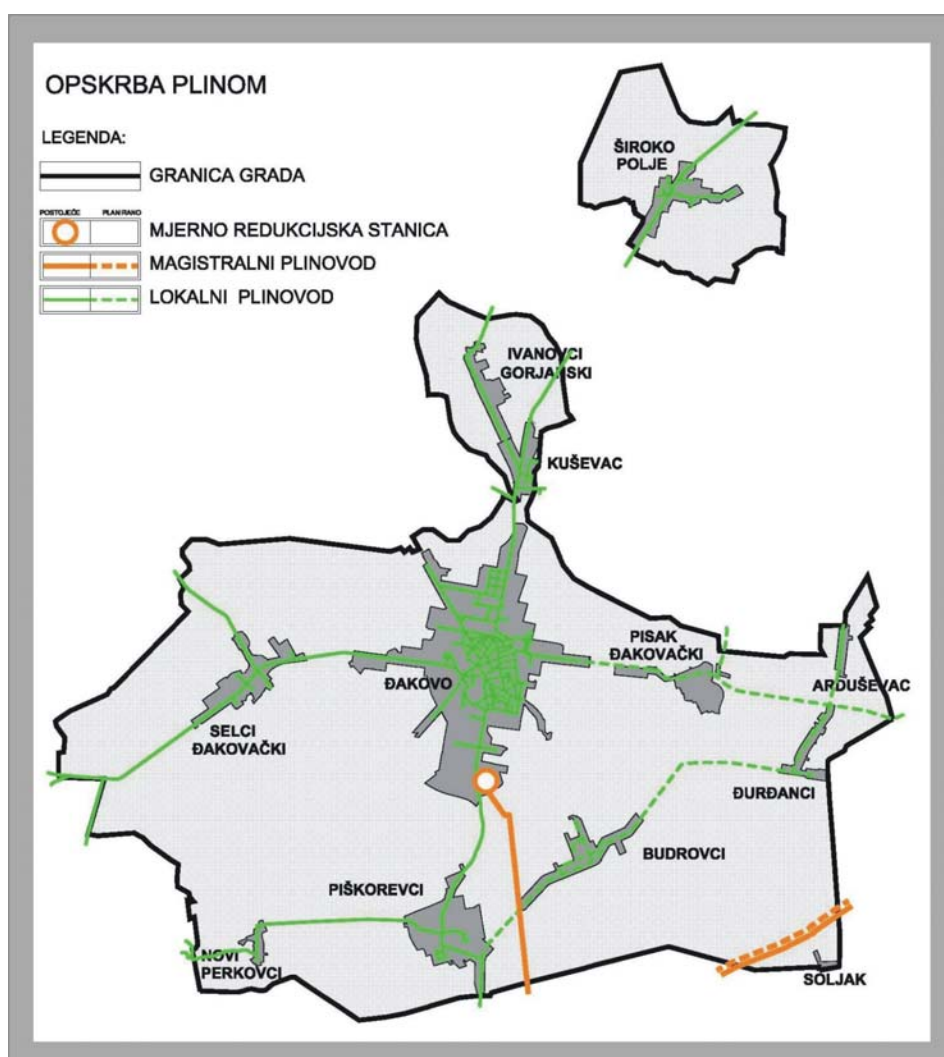 OPSKRBA PLINOM
LEGENDA:
GRANICA GRADA
POSTOJEĆE PLANIRANO
MJERNO REDUKCIJSKA STANICA
MAGISTRALNI PLINOVOD
LOKALNI PLINOVOD
ŠIROKO
POLJE
IVANOVCI
GORJANSKI
KUŠEVAC
PISAK
ĐAKOVAČKI
ĐAKOVO
ARDUŠEVAC
SELCI
ĐAKOVAČKI
ĐURĐANCI
BUDROVCI
PIŠKOREVCI
NOVI
PERKOVCI
SOLJAK